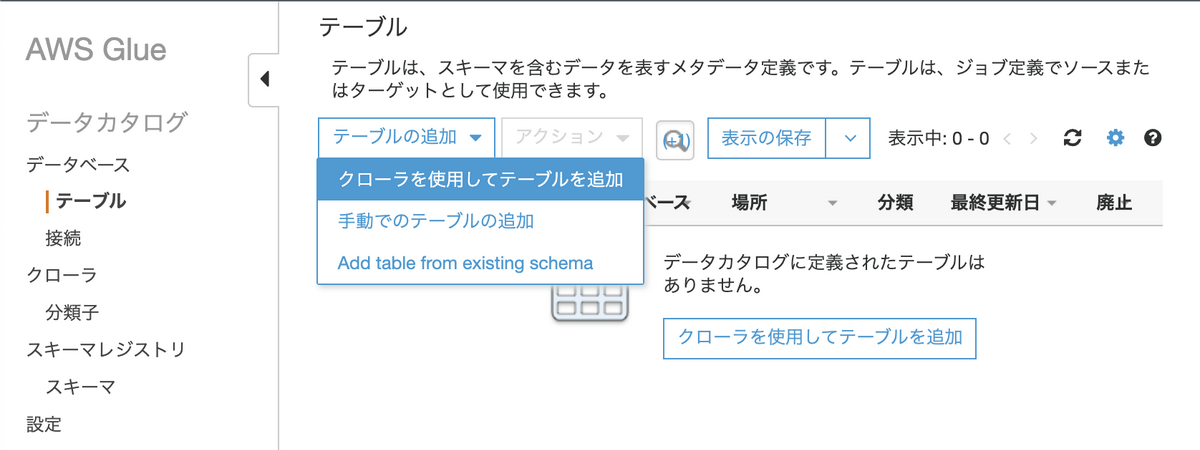 AWS Glue
データカタログ
データベース
テーブル
接続
クローラ
分類子
スキーマレジストリ
スキーマ
設定
テーブル
テーブルは、スキーマを含むデータを表すメタデータ定義です。テーブルは、ジョブ定義でソースまた
はターゲットとして使用できます。
テーブルの追加
アクション
表示の保存
表示中: 0 - 0
クローラを使用してテーブルを追加
手動でのテーブルの追加
Add table from existing schema
ベース 場所 分類 最終更新日 廃止
データカタログに定義されたテーブルは
ありません。
クローラを使用してテーブルを追加